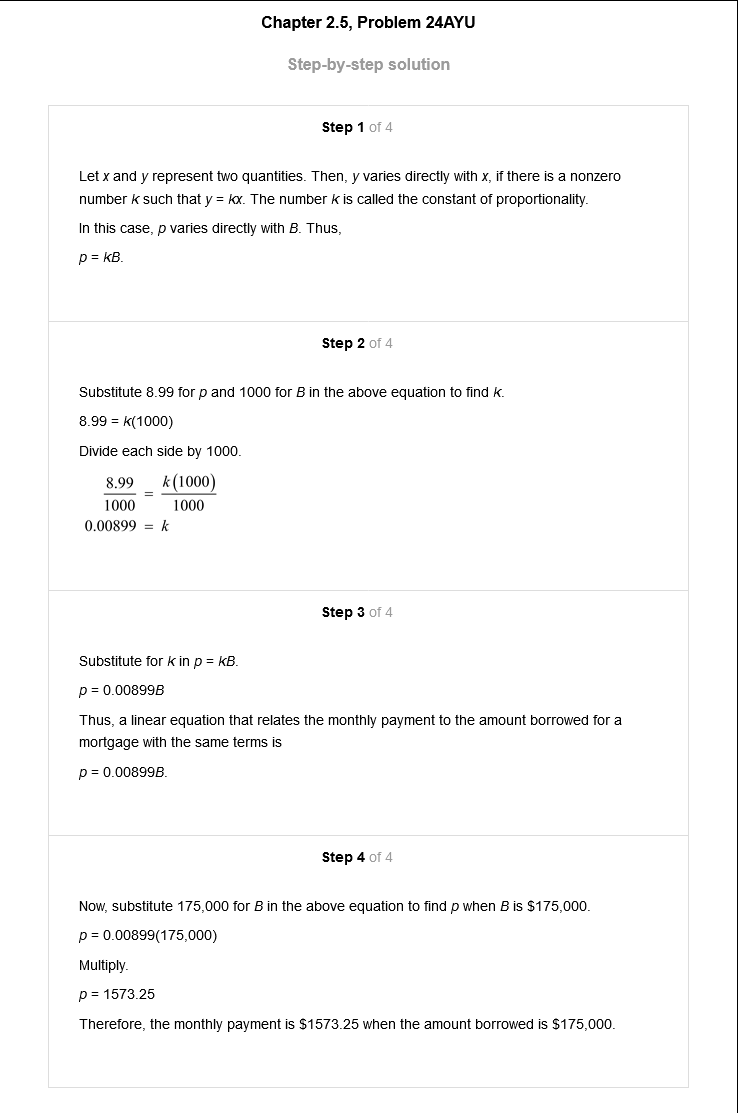 Chapter 2.5, Problem 24AYU
Step-by-step solution
Step 1 of 4
Let x and y represent two quantities. Then, y varies directly with x, if there is a nonzero
number k such that y = kx. The number k is called the constant of proportionality.
In this case, p varies directly with B. Thus,
p = kB.
Step 2 of 4
Substitute 8.99 for p and 1000 for B in the above equation to find k.
8.99 = k(1000)
Divide each side by 1000.
8.99/1000 = k(1000)/1000
0.00899 = k
Step 3 of 4
Substitute for k in p = kB.
p = 0.00899B
Thus, a linear equation that relates the monthly payment to the amount borrowed for a
mortgage with the same terms is
p = 0.00899B.
Step 4 of 4
Now, substitute 175,000 for B in the above equation to find p when B is $175,000.
p = 0.00899(175,000)
Multiply.
p = 1573.25
Therefore, the monthly payment is $1573.25 when the amount borrowed is $175,000.